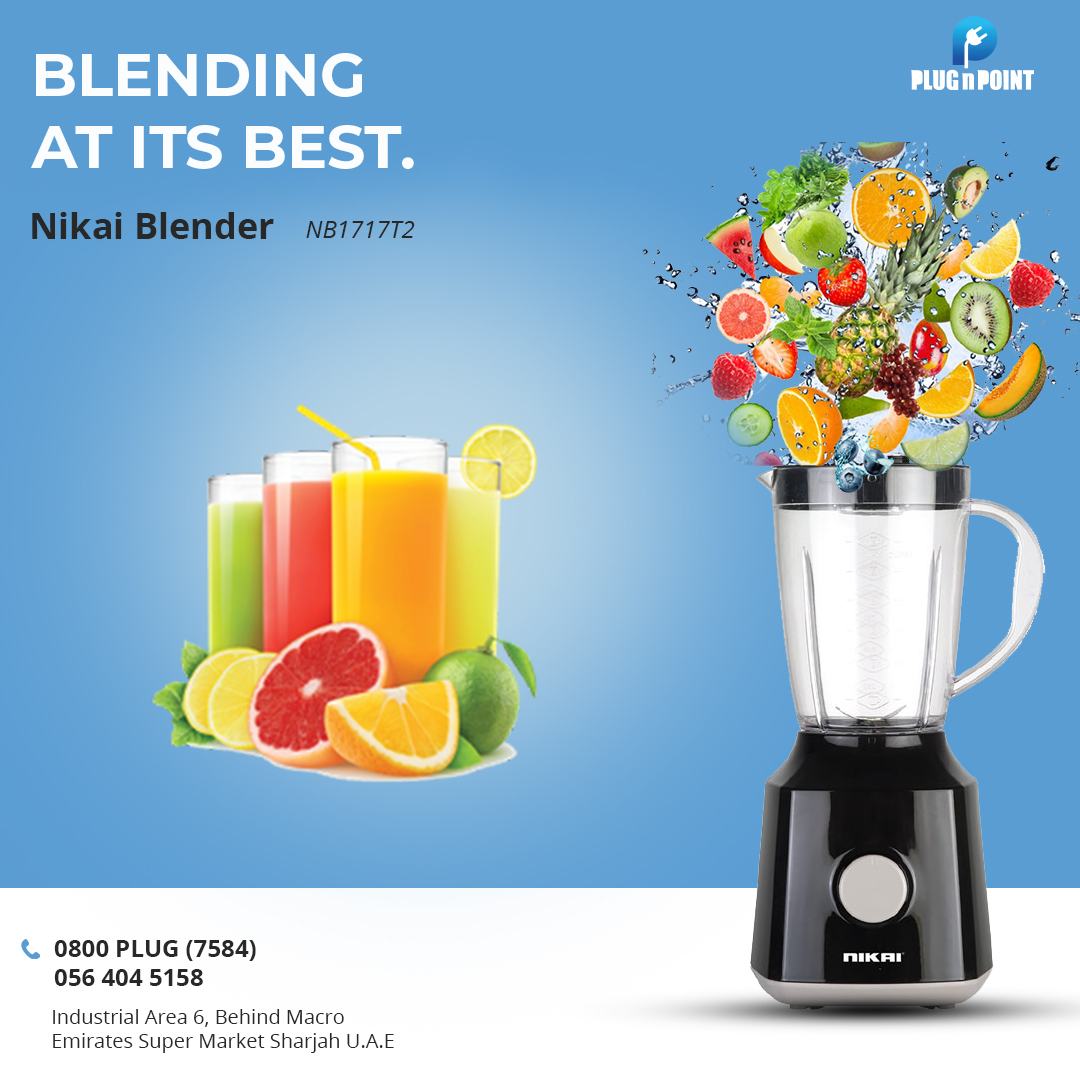 BLENDING
AT ITS BEST.
PLUG n POINT
Nikai Blender NB1717T2
NIKAI
0800 PLUG (7584)
056 404 5158
Industrial Area 6, Behind Macro
Emirates Super Market Sharjah U.A.E